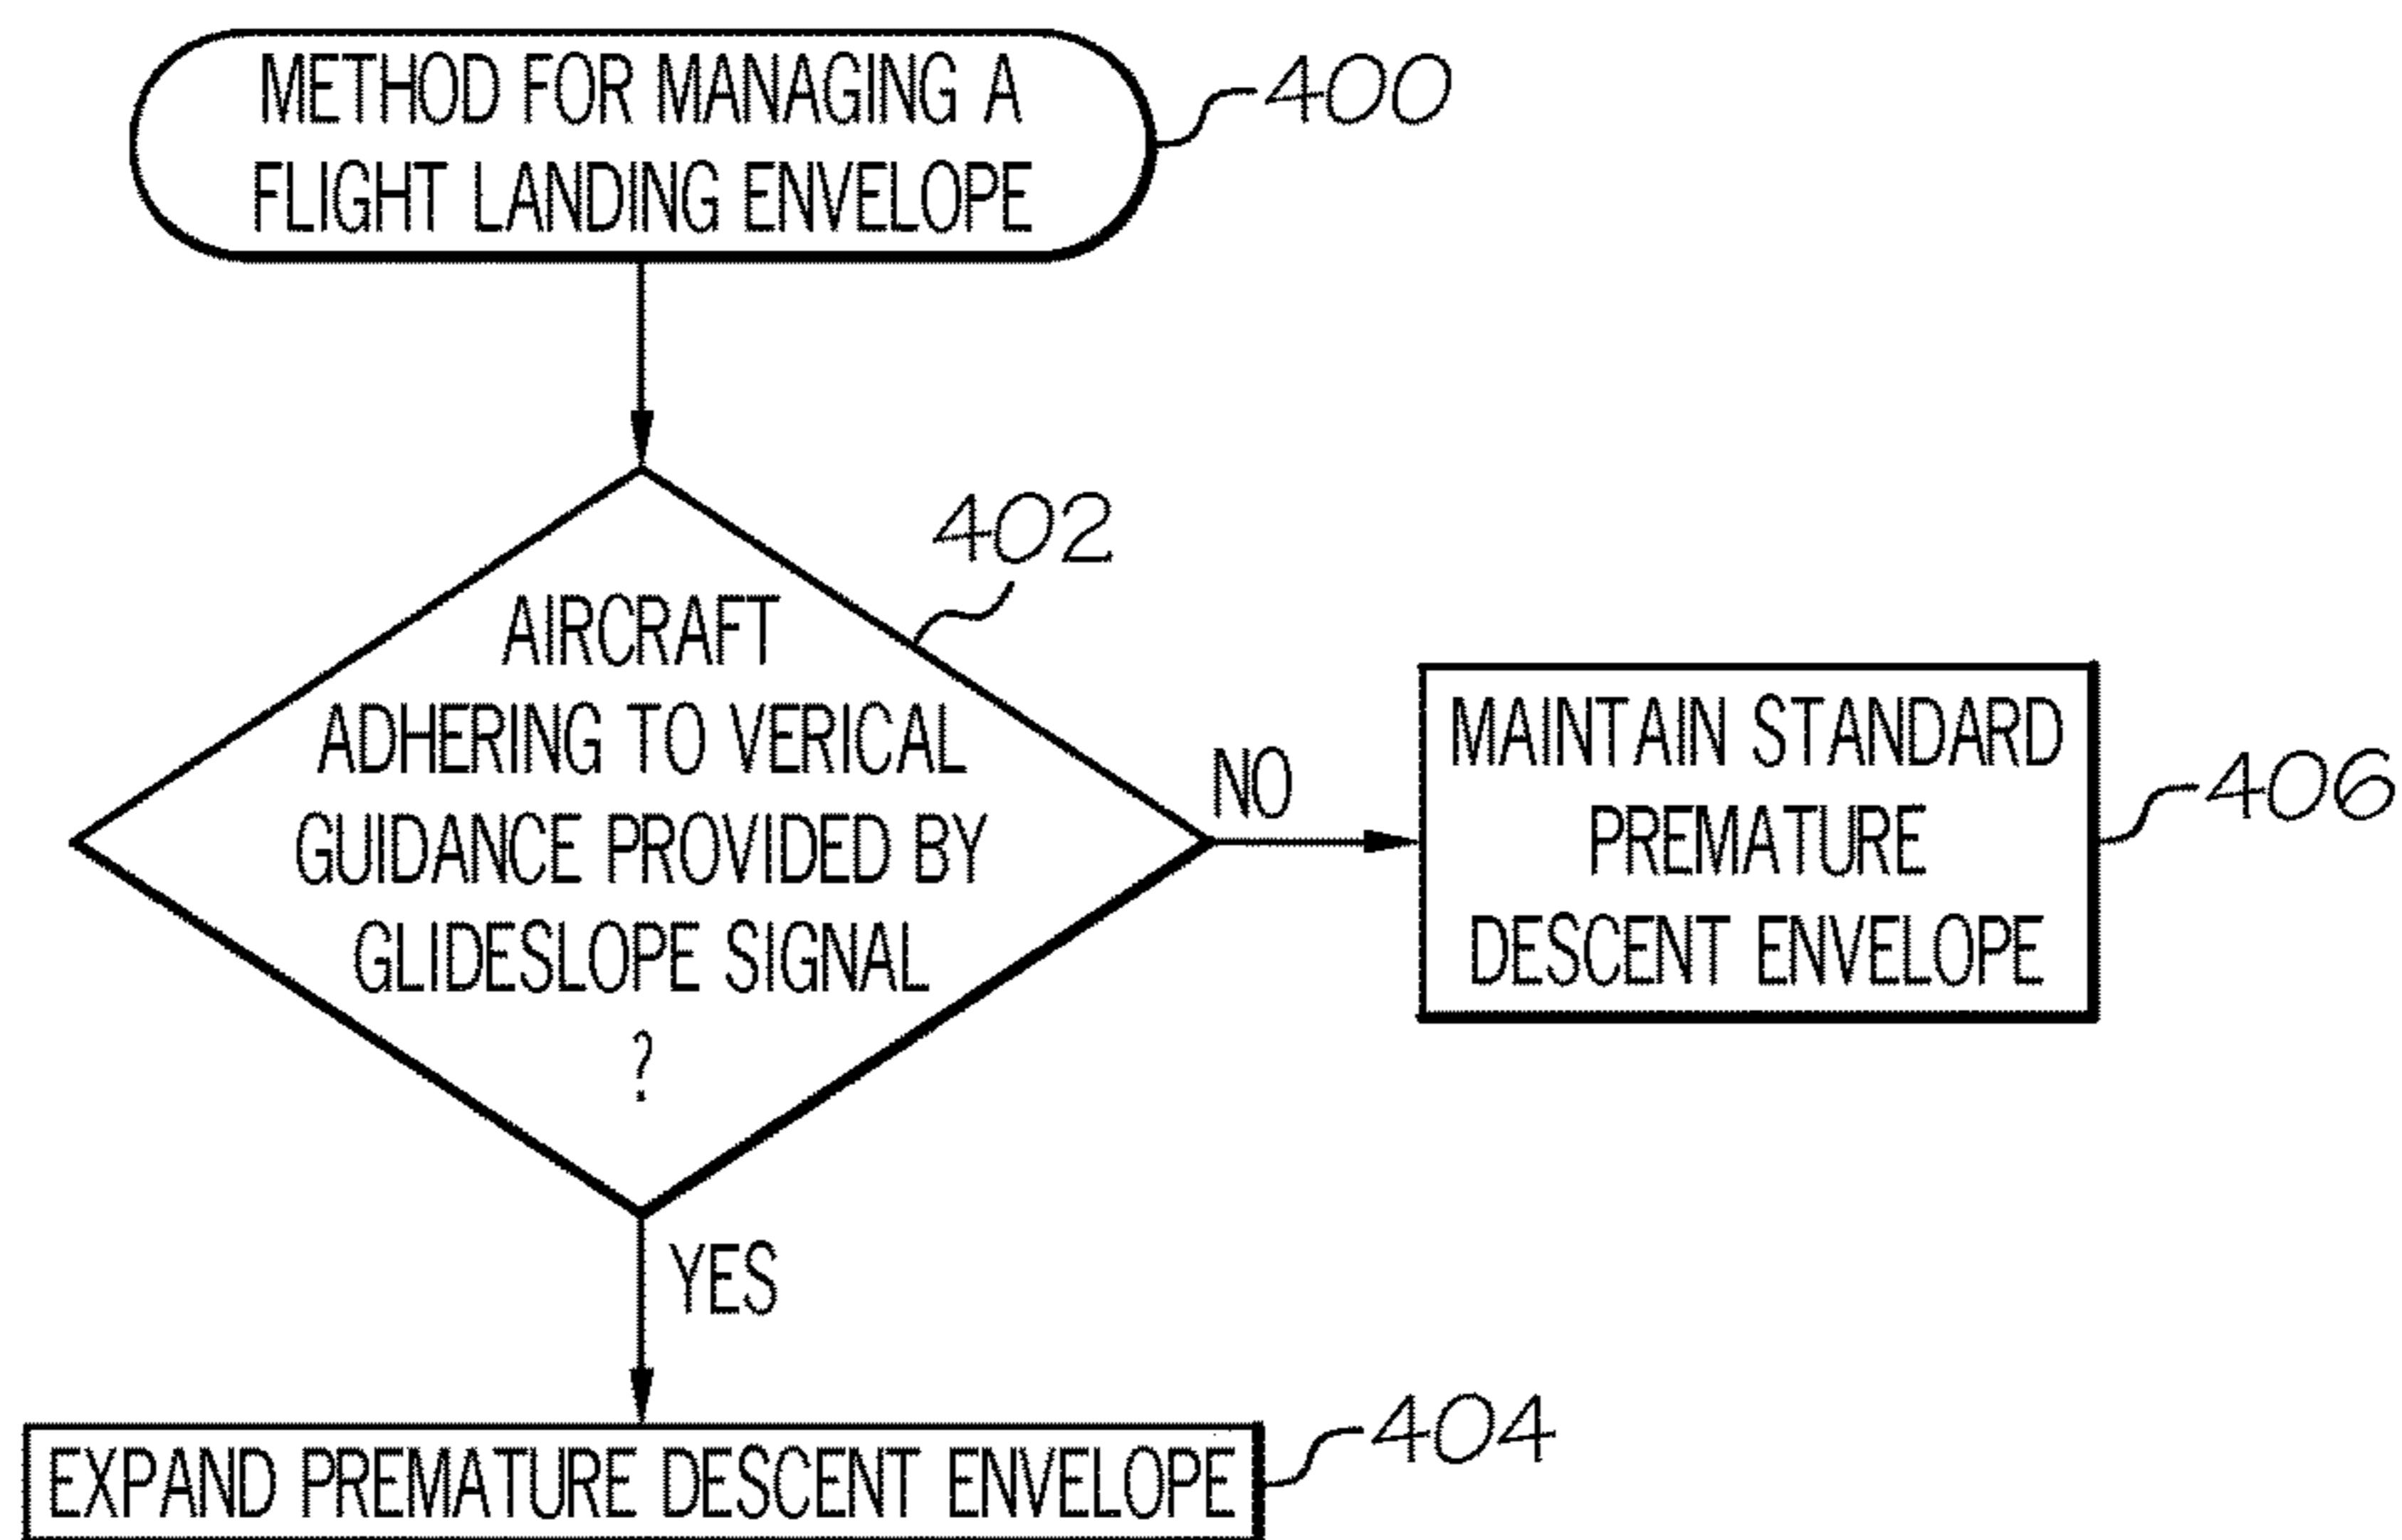 METHOD FOR MANAGING A
FLIGHT LANDING ENVELOPE
400
402
AIRCRAFT
ADHERING TO VERICAL
GUIDANCE PROVIDED BY
GLIDESLOPE SIGNAL
?
NO
MAINTAIN STANDARD
PREMATURE
DESCENT ENVELOPE
406
YES
EXPAND PREMATURE DESCENT ENVELOPE
404